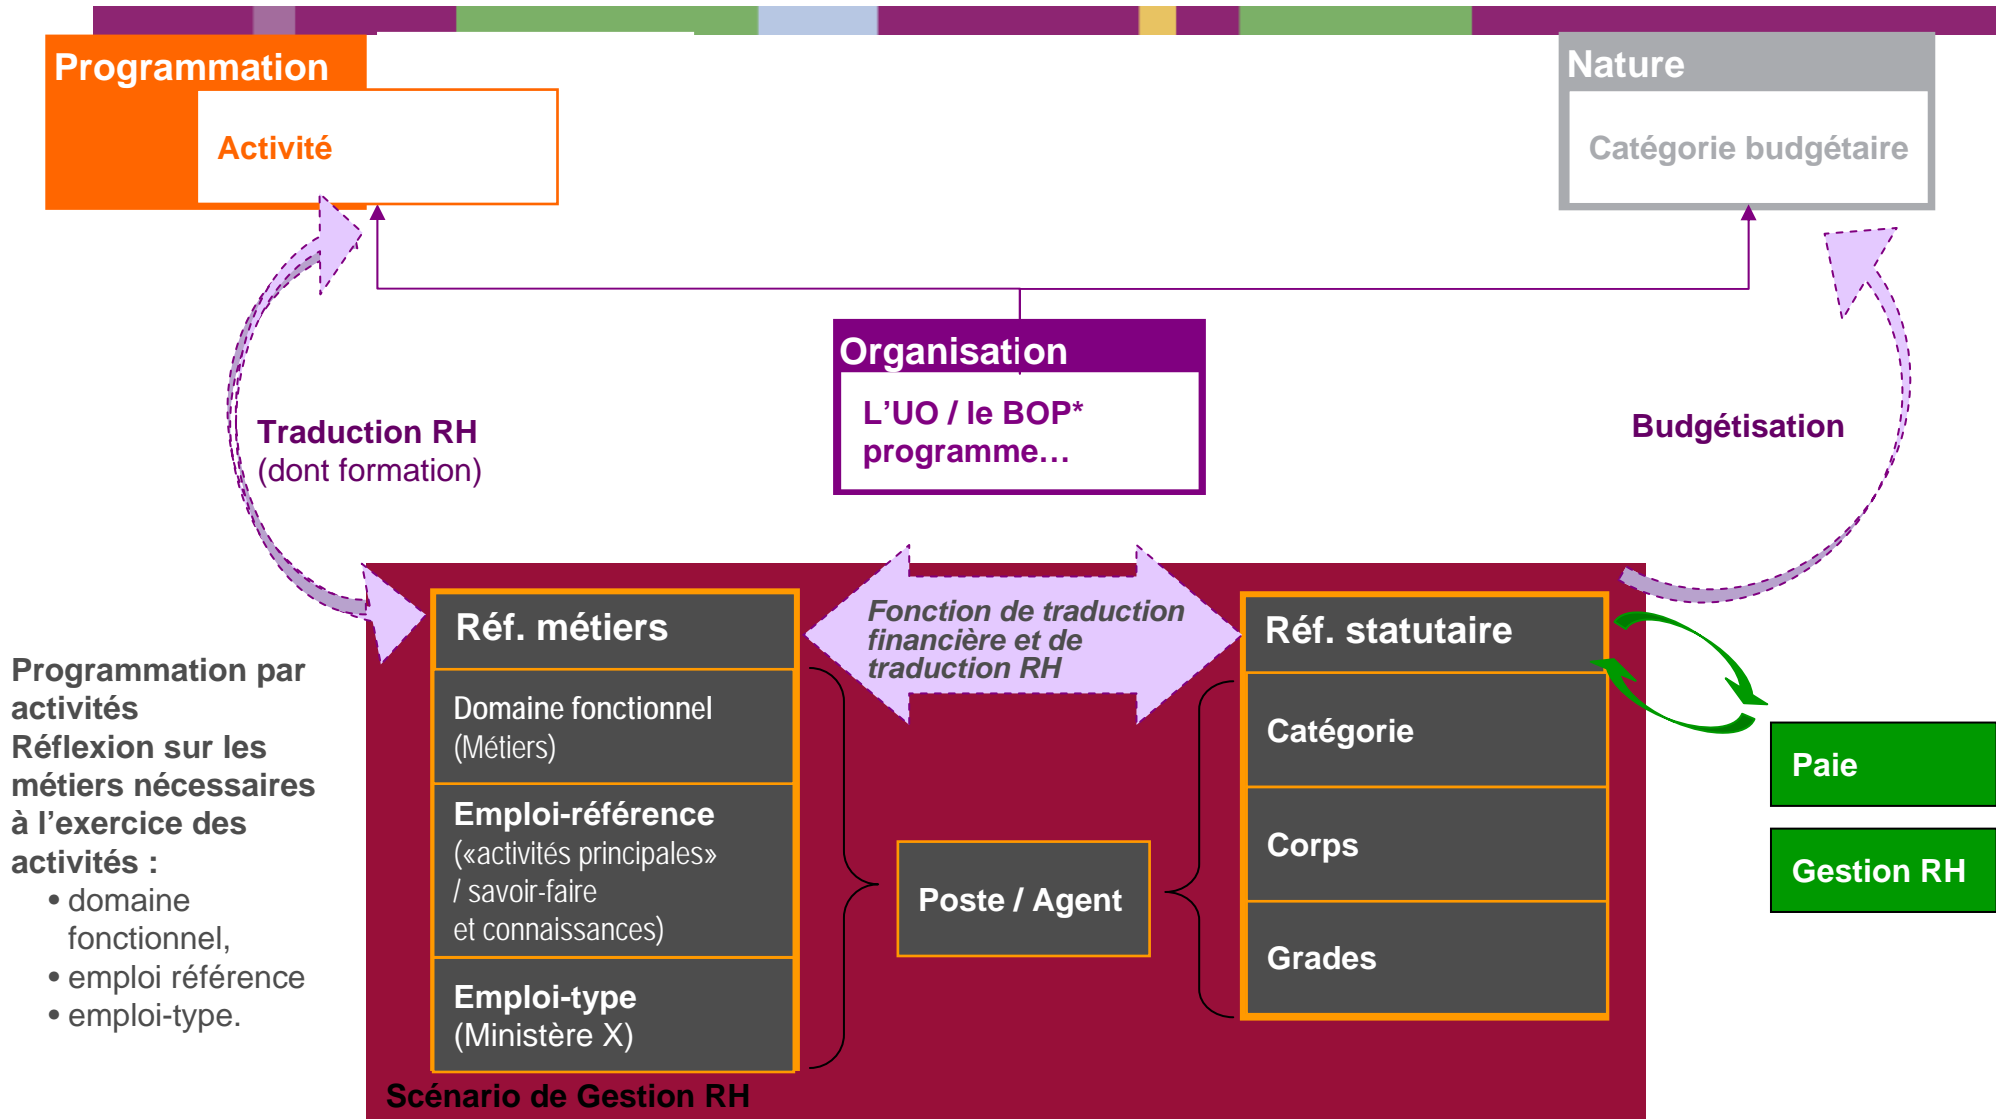 Programmation
Activité
Nature
Catégorie budgétaire
Organisation
L’UO / le BOP*
programme…
Traduction RH
(dont formation)
Budgétisation
Programmation par
activités
Réflexion sur les
métiers nécessaires
à l’exercice des
activités :
• domaine
fonctionnel,
• emploi référence
• emploi-type.
Réf. métiers
Domaine fonctionnel
(Métiers)
Emploi-référence
(«activités principales»
/ savoir-faire
et connaissances)
Emploi-type
(Ministère X)
Fonction de traduction
financière et de
traduction RH
Poste / Agent
Réf. statutaire
Catégorie
Corps
Grades
Paie
Gestion RH
Scénario de Gestion RH